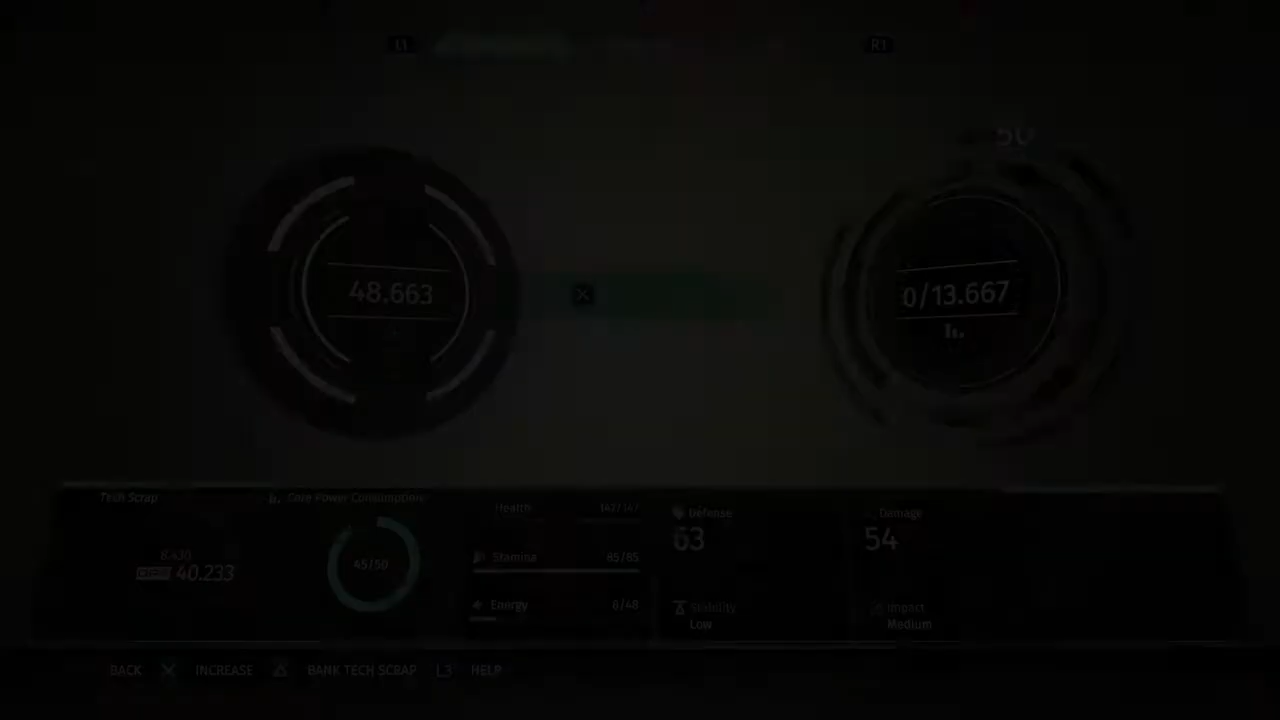 L1
R1
50
48.663
0/13.667
Tech Scrap
Core Power Consumption
8.430
40.233
45/50
Health 147/147
Stamina 85/85
Energy 6/48
Defense
63
Stability
Low
Damage
54
Impact
Medium
BACK INCREASE BANK TECH SCRAP L3 HELP